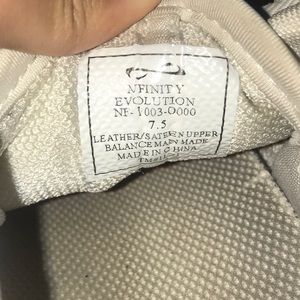 NFINITY
EVOLUTION
NF-1003-0000
7.5
LEATHER/SATEEN UPPER
BALANCE MAN MADE
MADE IN CHINA